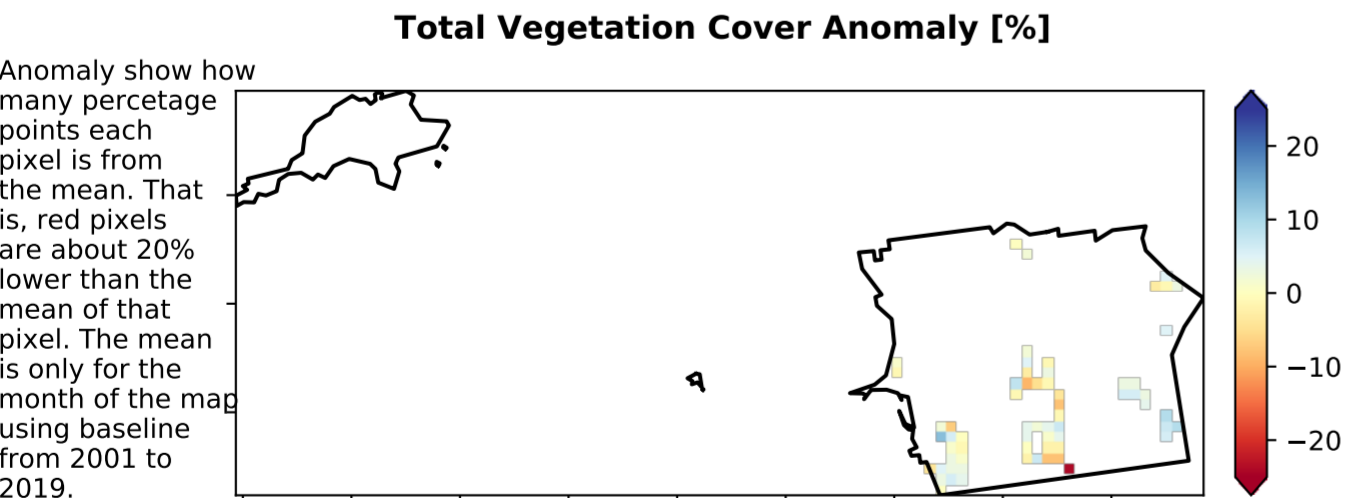 Total Vegetation Cover Anomaly [%]
Anomaly show how
many percetage
points each
pixel is from
the mean. That
is, red pixels
are about 20%
lower than the
mean of that
pixel. The mean
is only for the
month of the map
using baseline
from 2001 to
2019.
20
10
0
−10
−20